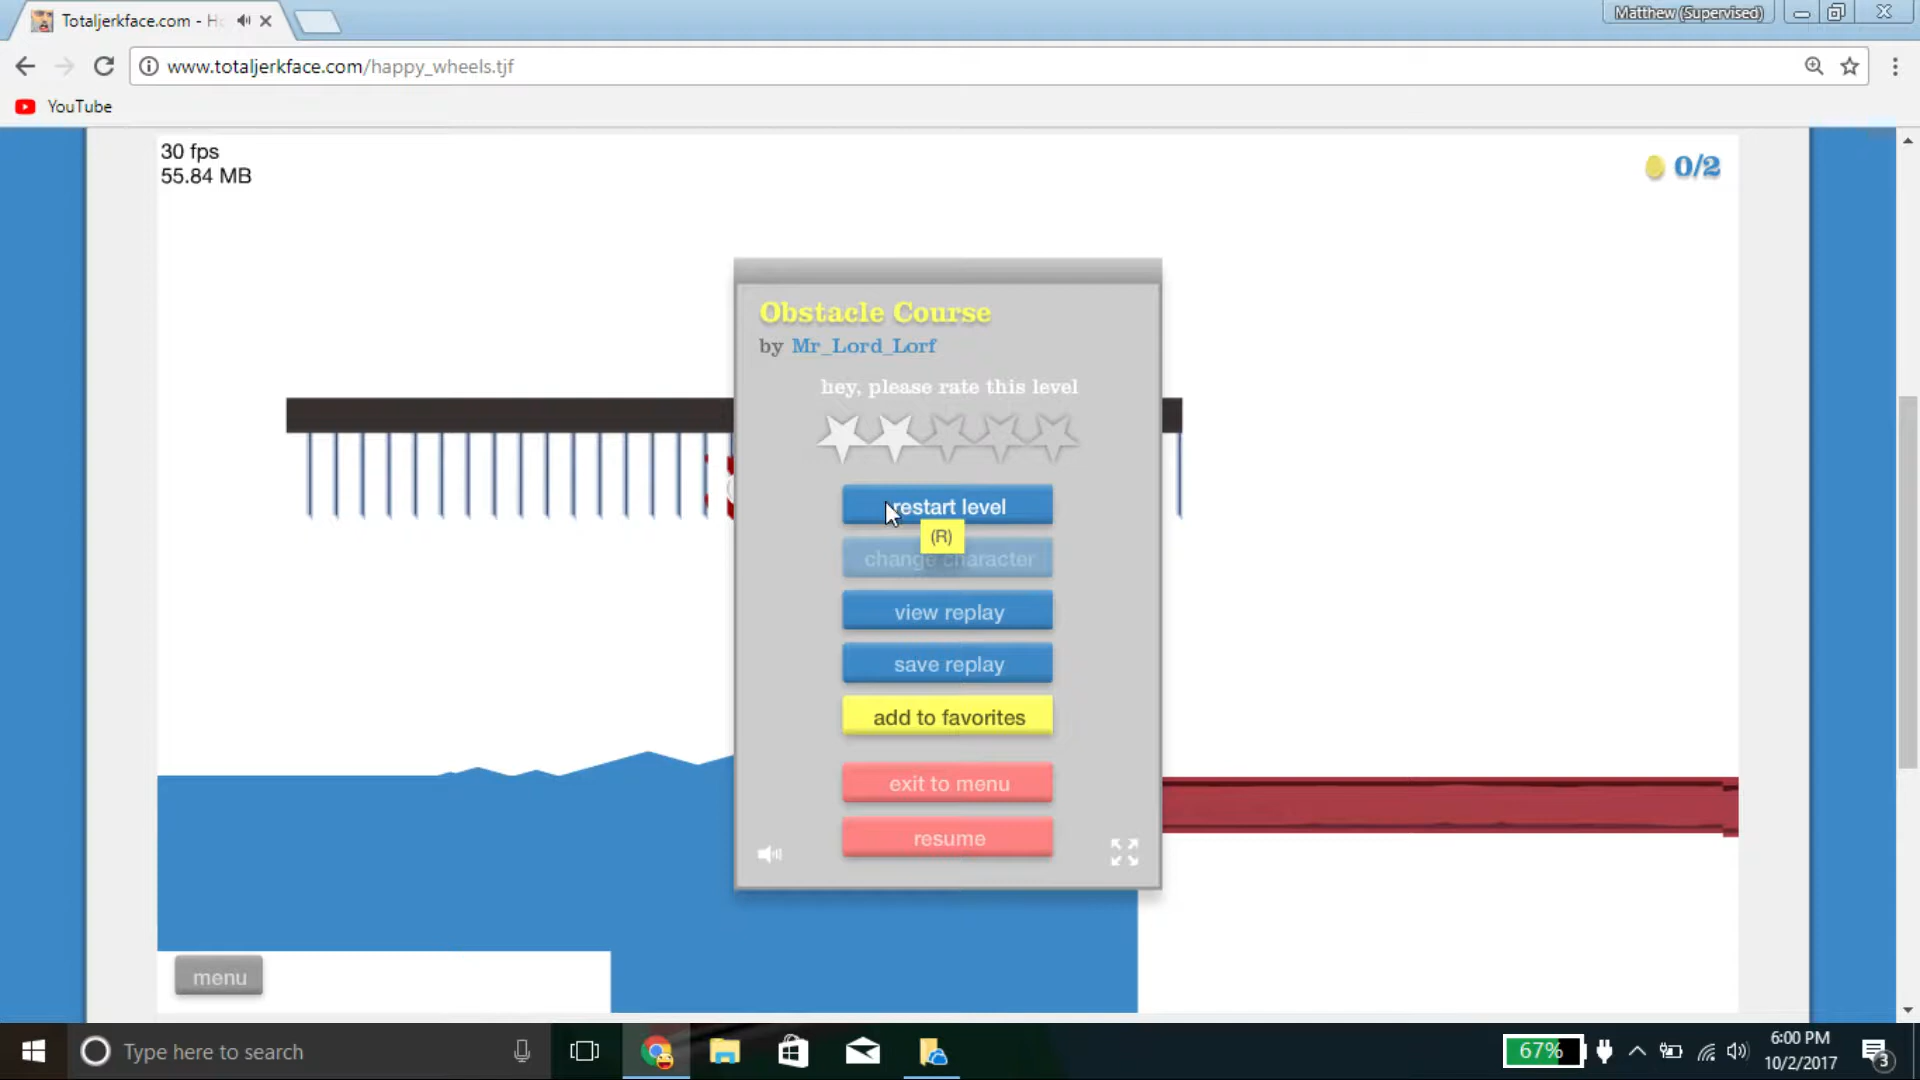 Totaljerkface.com - H
Matthew (Supervised)
www.totaljerkface.com/happy_wheels.tjf
YouTube
30 fps
55.84 MB
0/2
Obstacle Course
by Mr_Lord_Lorf
hey, please rate this level
restart level
(R)
change character
view replay
save replay
add to favorites
exit to menu
resume
menu
Type here to search
67%
6:00 PM
10/2/2017
3